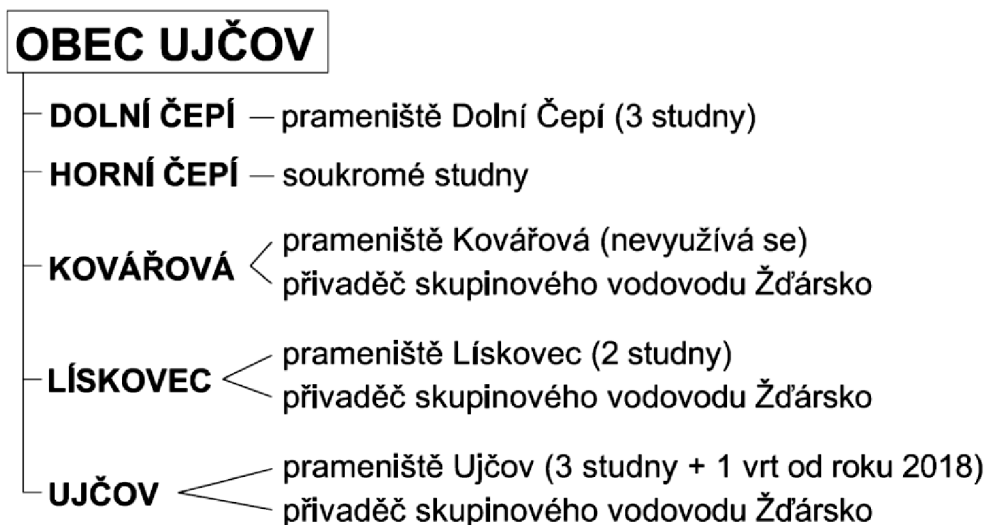 OBEC UJČOV
DOLNÍ ČEPÍ — prameniště Dolní Čepí (3 studny)
HORNÍ ČEPÍ — soukromé studny
KOVÁŘOVÁ
prameniště Kovářová (nevyužívá se)
přivaděč skupinového vodovodu Žďársko
LÍSKOVEC
prameniště Lískovec (2 studny)
přivaděč skupinového vodovodu Žďársko
UJČOV
prameniště Ujčov (3 studny + 1 vrt od roku 2018)
přivaděč skupinového vodovodu Žďársko